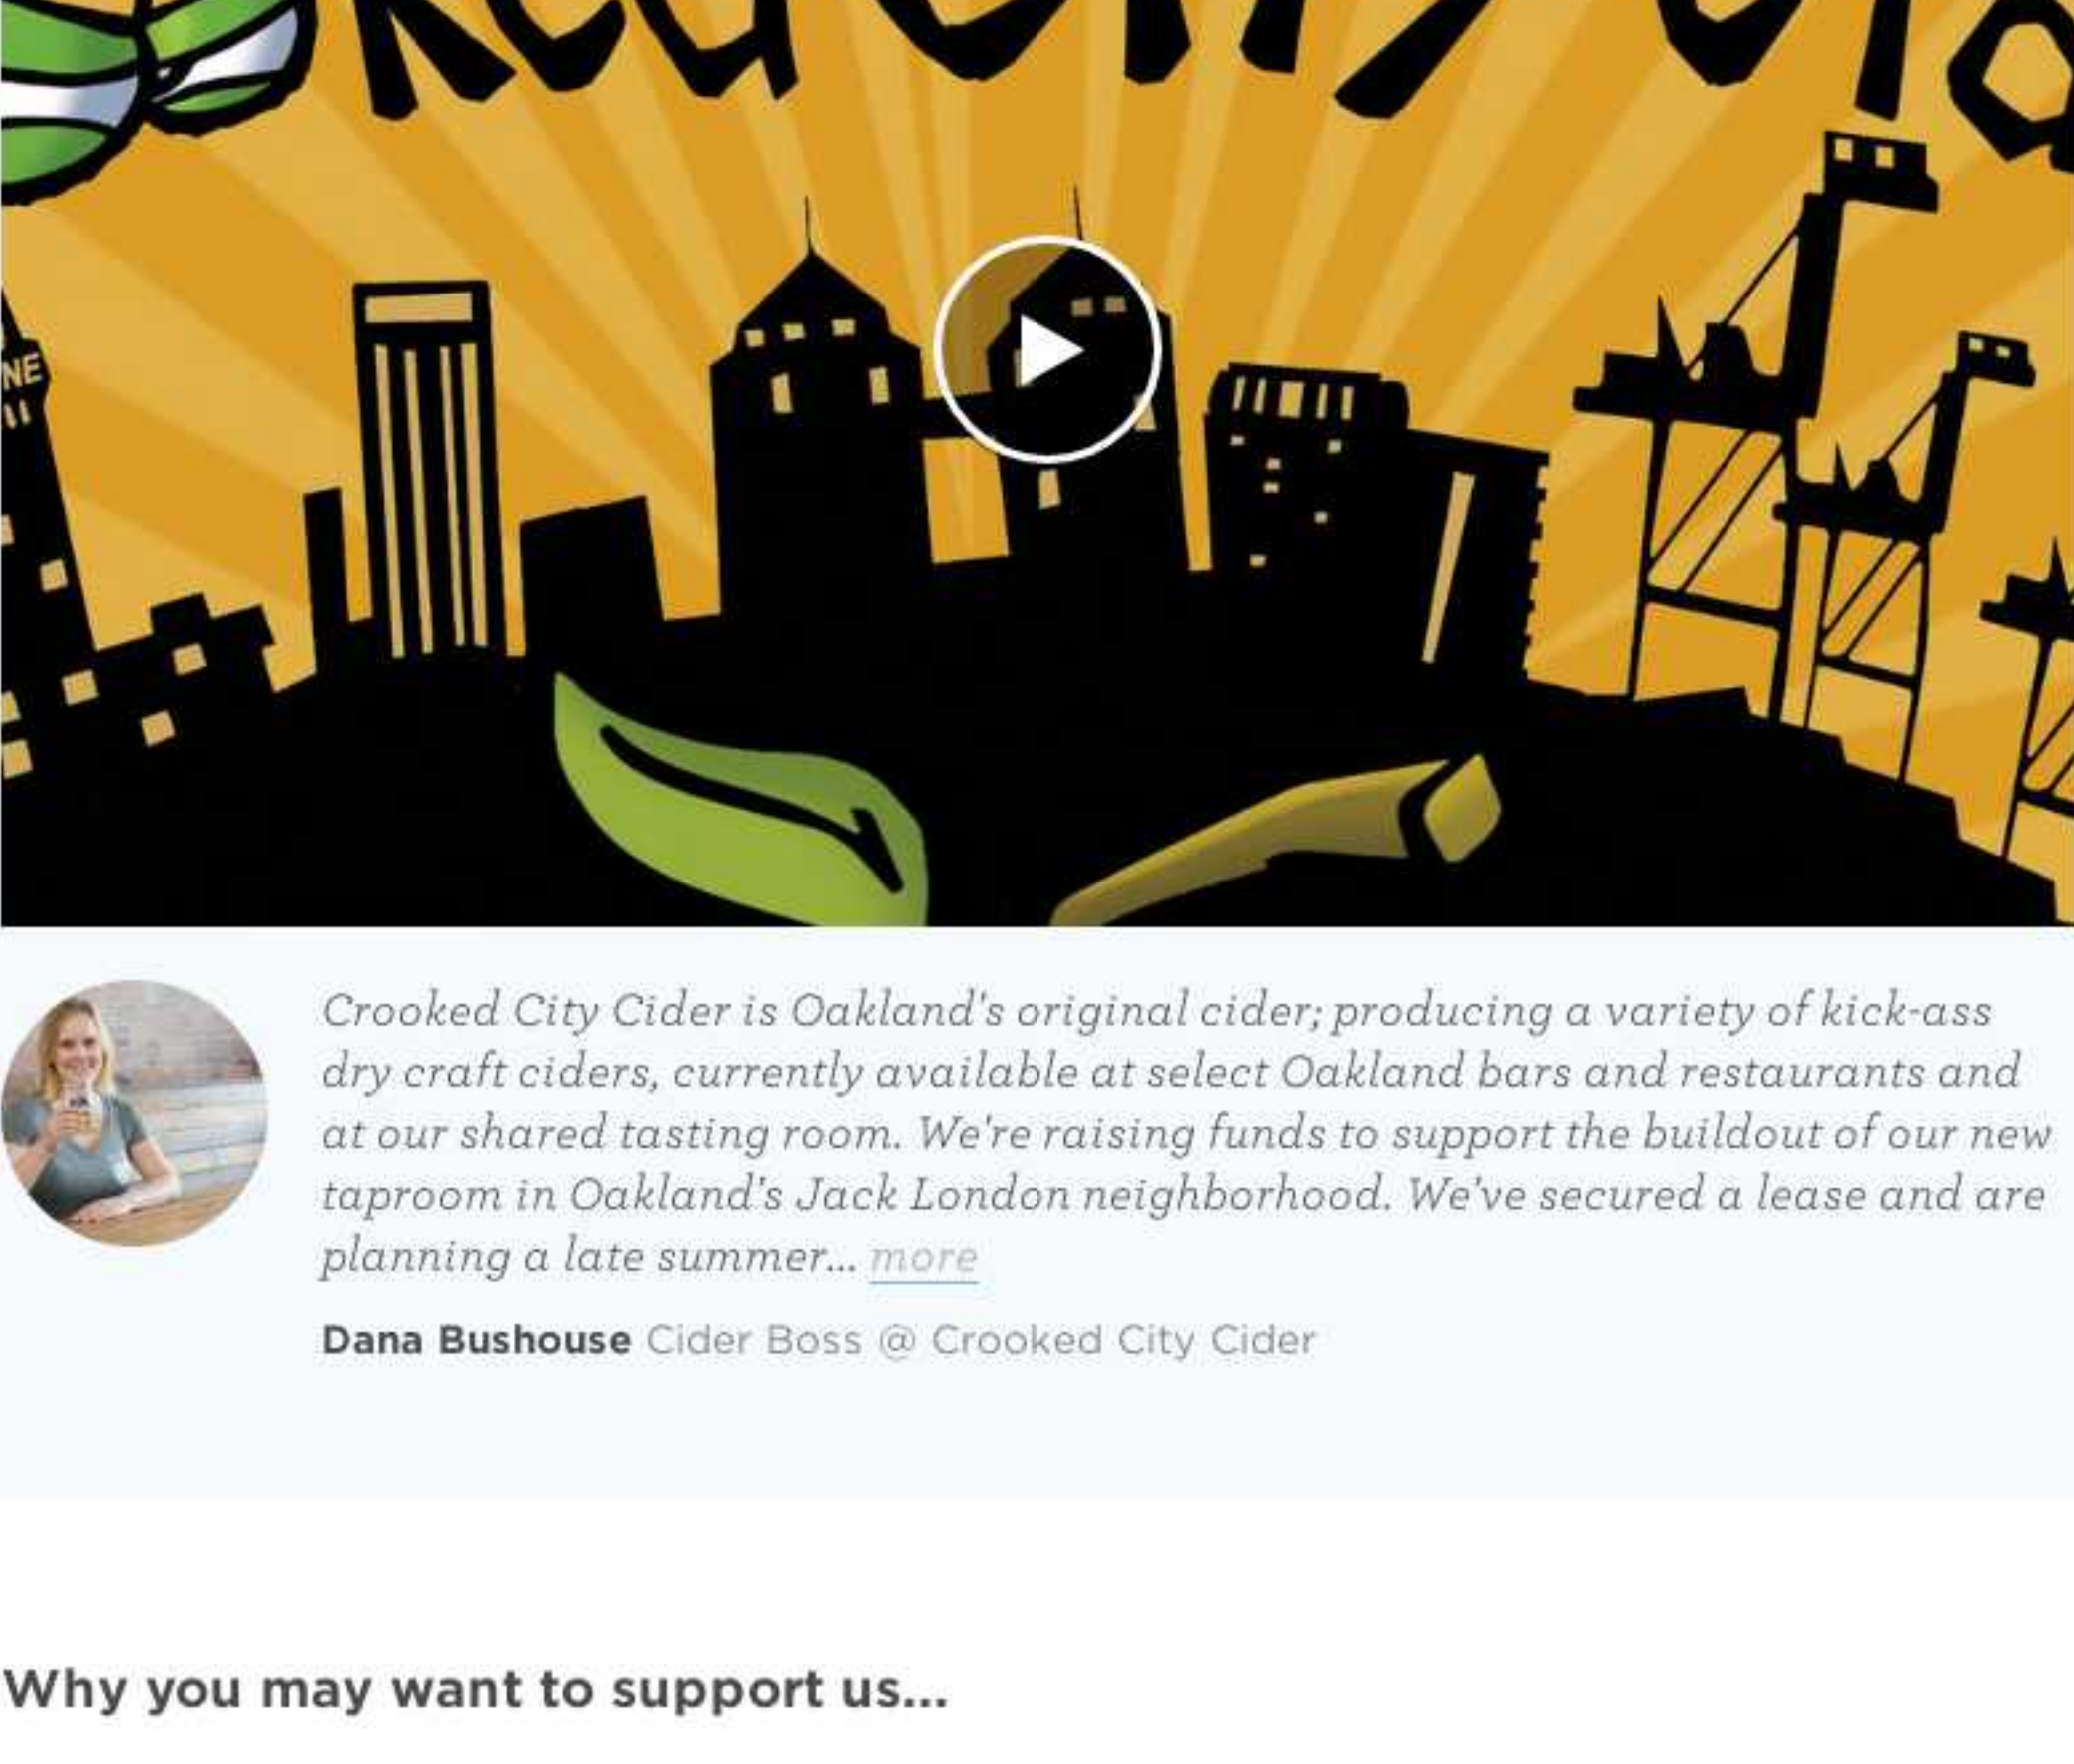 NE
Crooked City Cider is Oakland's original cider; producing a variety of kick-ass
dry craft ciders, currently available at select Oakland bars and restaurants and
at our shared tasting room. We're raising funds to support the buildout of our new
taproom in Oakland's Jack London neighborhood. We've secured a lease and are
planning a late summer... more
Dana Bushouse Cider Boss @ Crooked City Cider
Why you may want to support us...